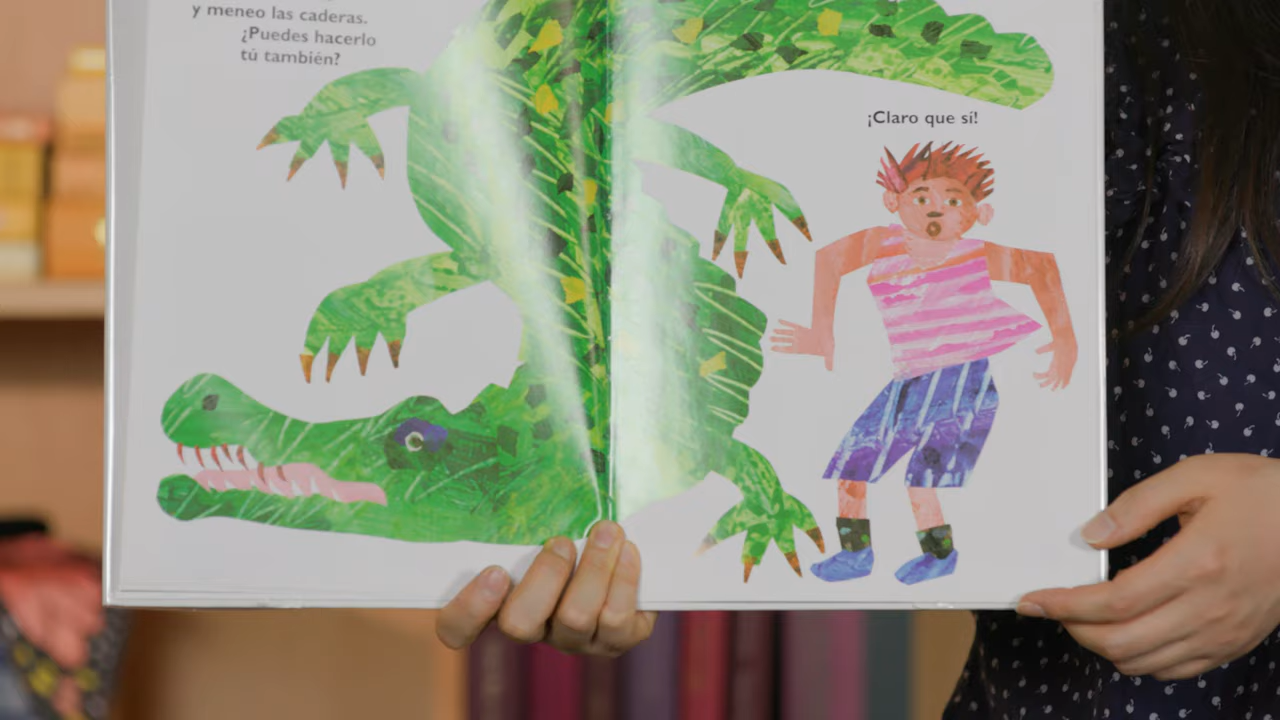 y meneo las caderas.
¿Puedes hacerlo
tú también?
¡Claro que sí!